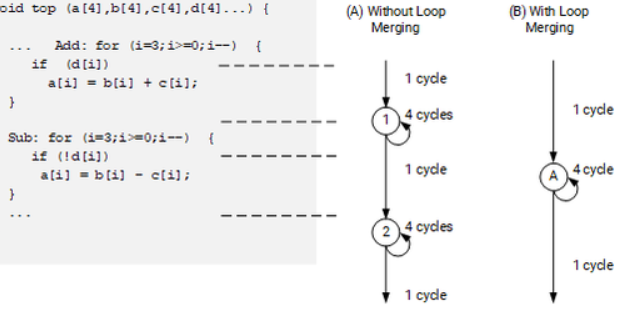 oid top (a[4],b[4],c[4],d[4]...) {
... Add: for (i=3;i>=0;i--) {
if (d[i])
a[i] = b[i] + c[i];
}
Sub: for (i=3;i>=0;i--) {
if (!d[i])
a[i] = b[i] - c[i];
}
...
(A) Without Loop
Merging
1 cycle
1
4 cycles
1 cycle
2
4 cycles
1 cycle
(B) With Loop
Merging
1 cycle
A
4 cycle
1 cycle